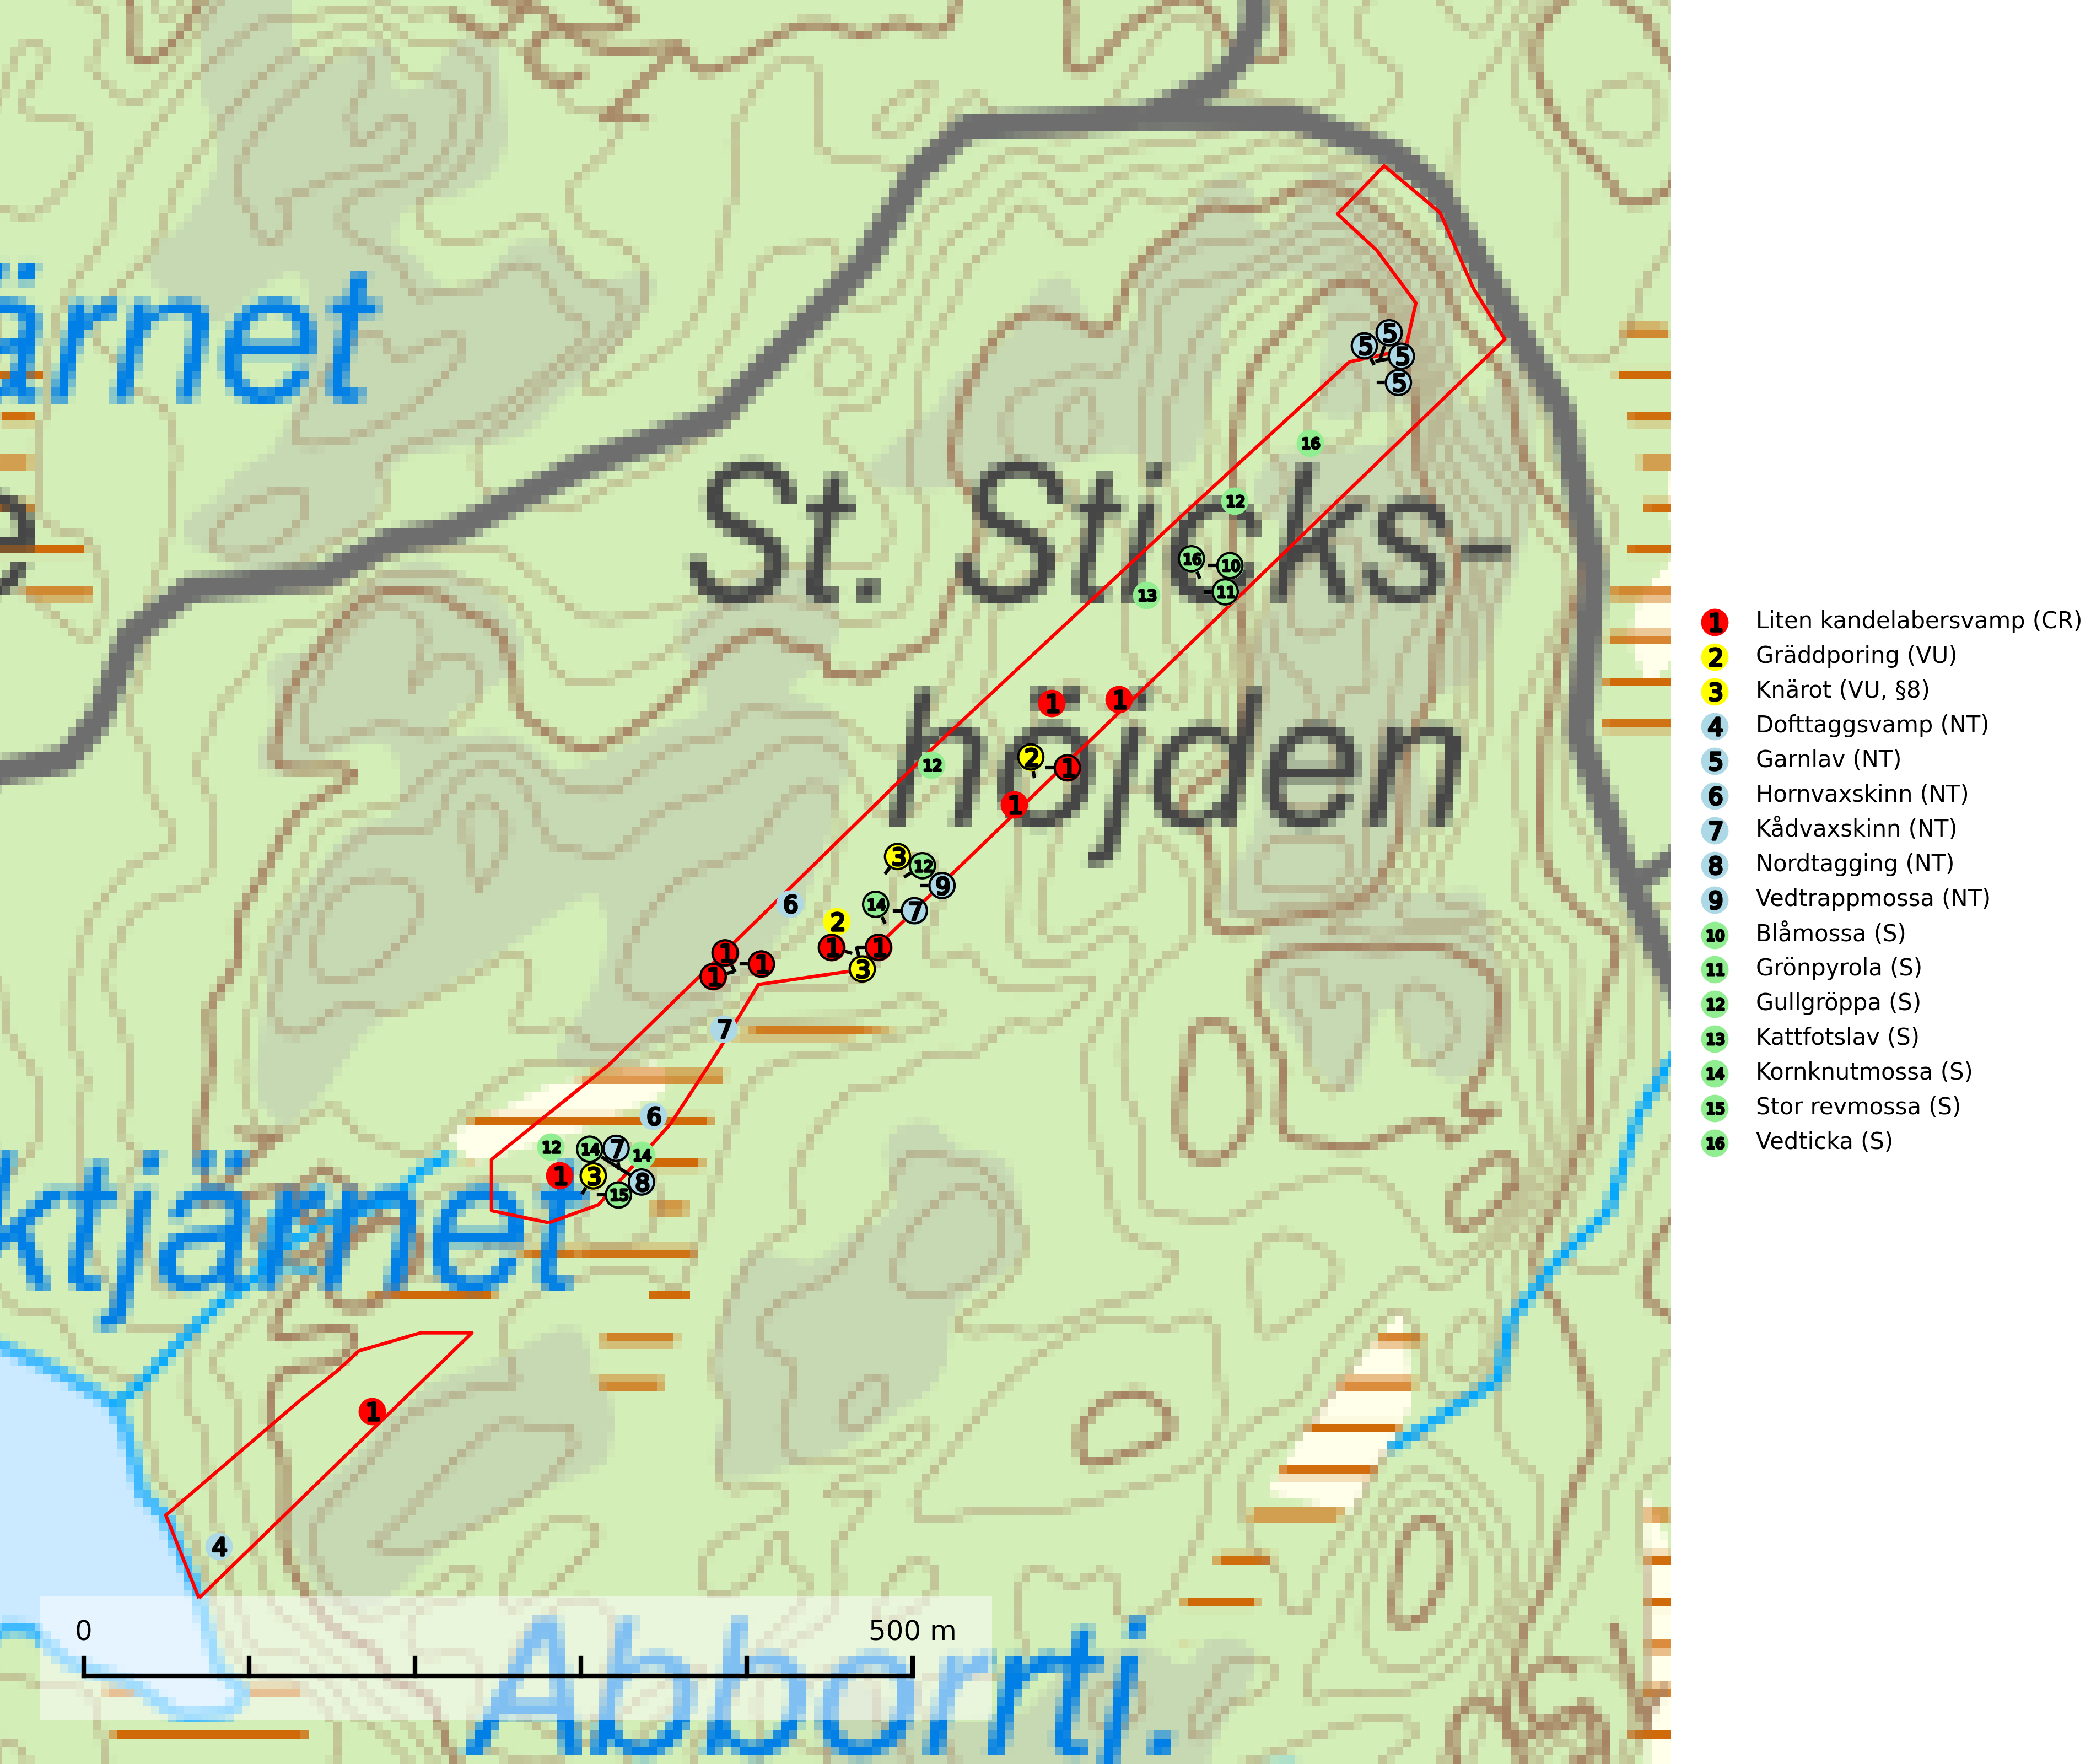 ärnet
St. Sticks-
höjden
ktjärnet
Abborrtj.
5
5
5
5
16
12
16
10
11
13
1
1
2
1
12
1
3
12
9
6
14
7
2
1
1
1
1
1
3
7
6
12
14
7
14
1
3
8
15
1
4
0 500 m
1 Liten kandelabersvamp (CR)
2 Gräddporing (VU)
3 Knärot (VU, §8)
4 Dofttaggsvamp (NT)
5 Garnlav (NT)
6 Hornvaxskinn (NT)
7 Kådvaxskinn (NT)
8 Nordtagging (NT)
9 Vedtrappmossa (NT)
10 Blåmossa (S)
11 Grönpyrola (S)
12 Gullgröppa (S)
13 Kattfotslav (S)
14 Kornknutmossa (S)
15 Stor revmossa (S)
16 Vedticka (S)